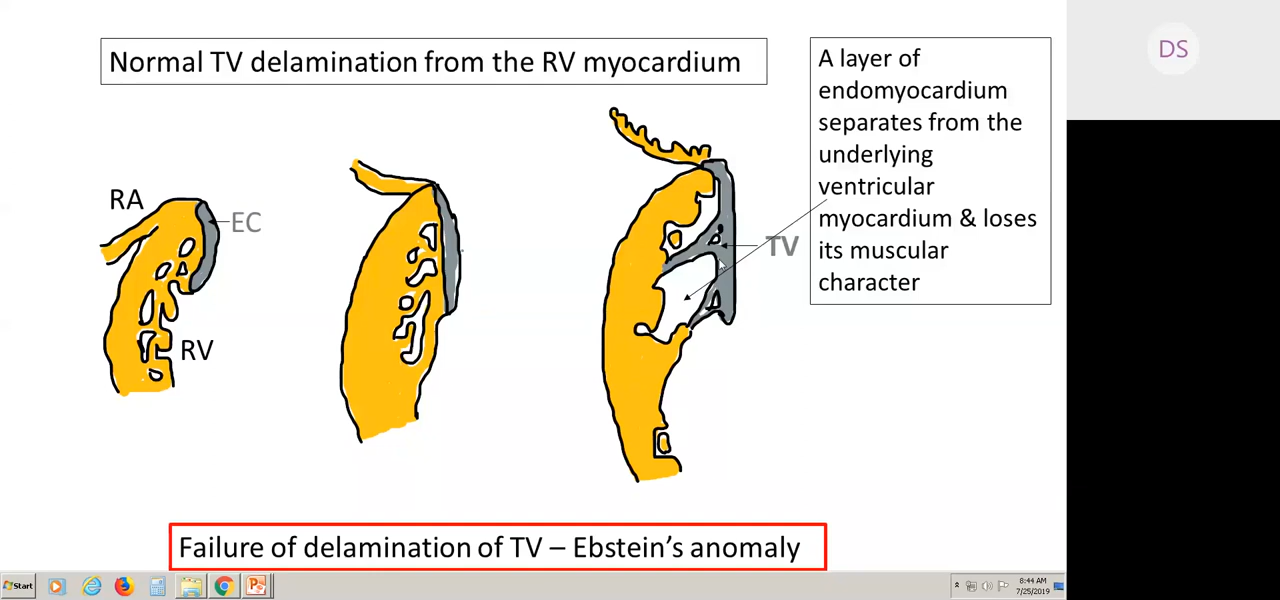 Normal TV delamination from the RV myocardium
DS
A layer of
endomyocardium
separates from the
underlying
ventricular
myocardium & loses
its muscular
character
RA
EC
TV
RV
Failure of delamination of TV – Ebstein's anomaly
Start
8:44 AM
7/25/2019